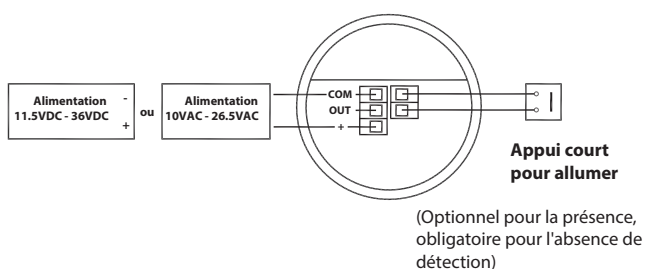 Alimentation -
11.5VDC - 36VDC +
ou
Alimentation
10VAC - 26.5VAC
COM
OUT
+
Appui court
pour allumer
(Optionnel pour la présence,
obligatoire pour l'absence de
détection)